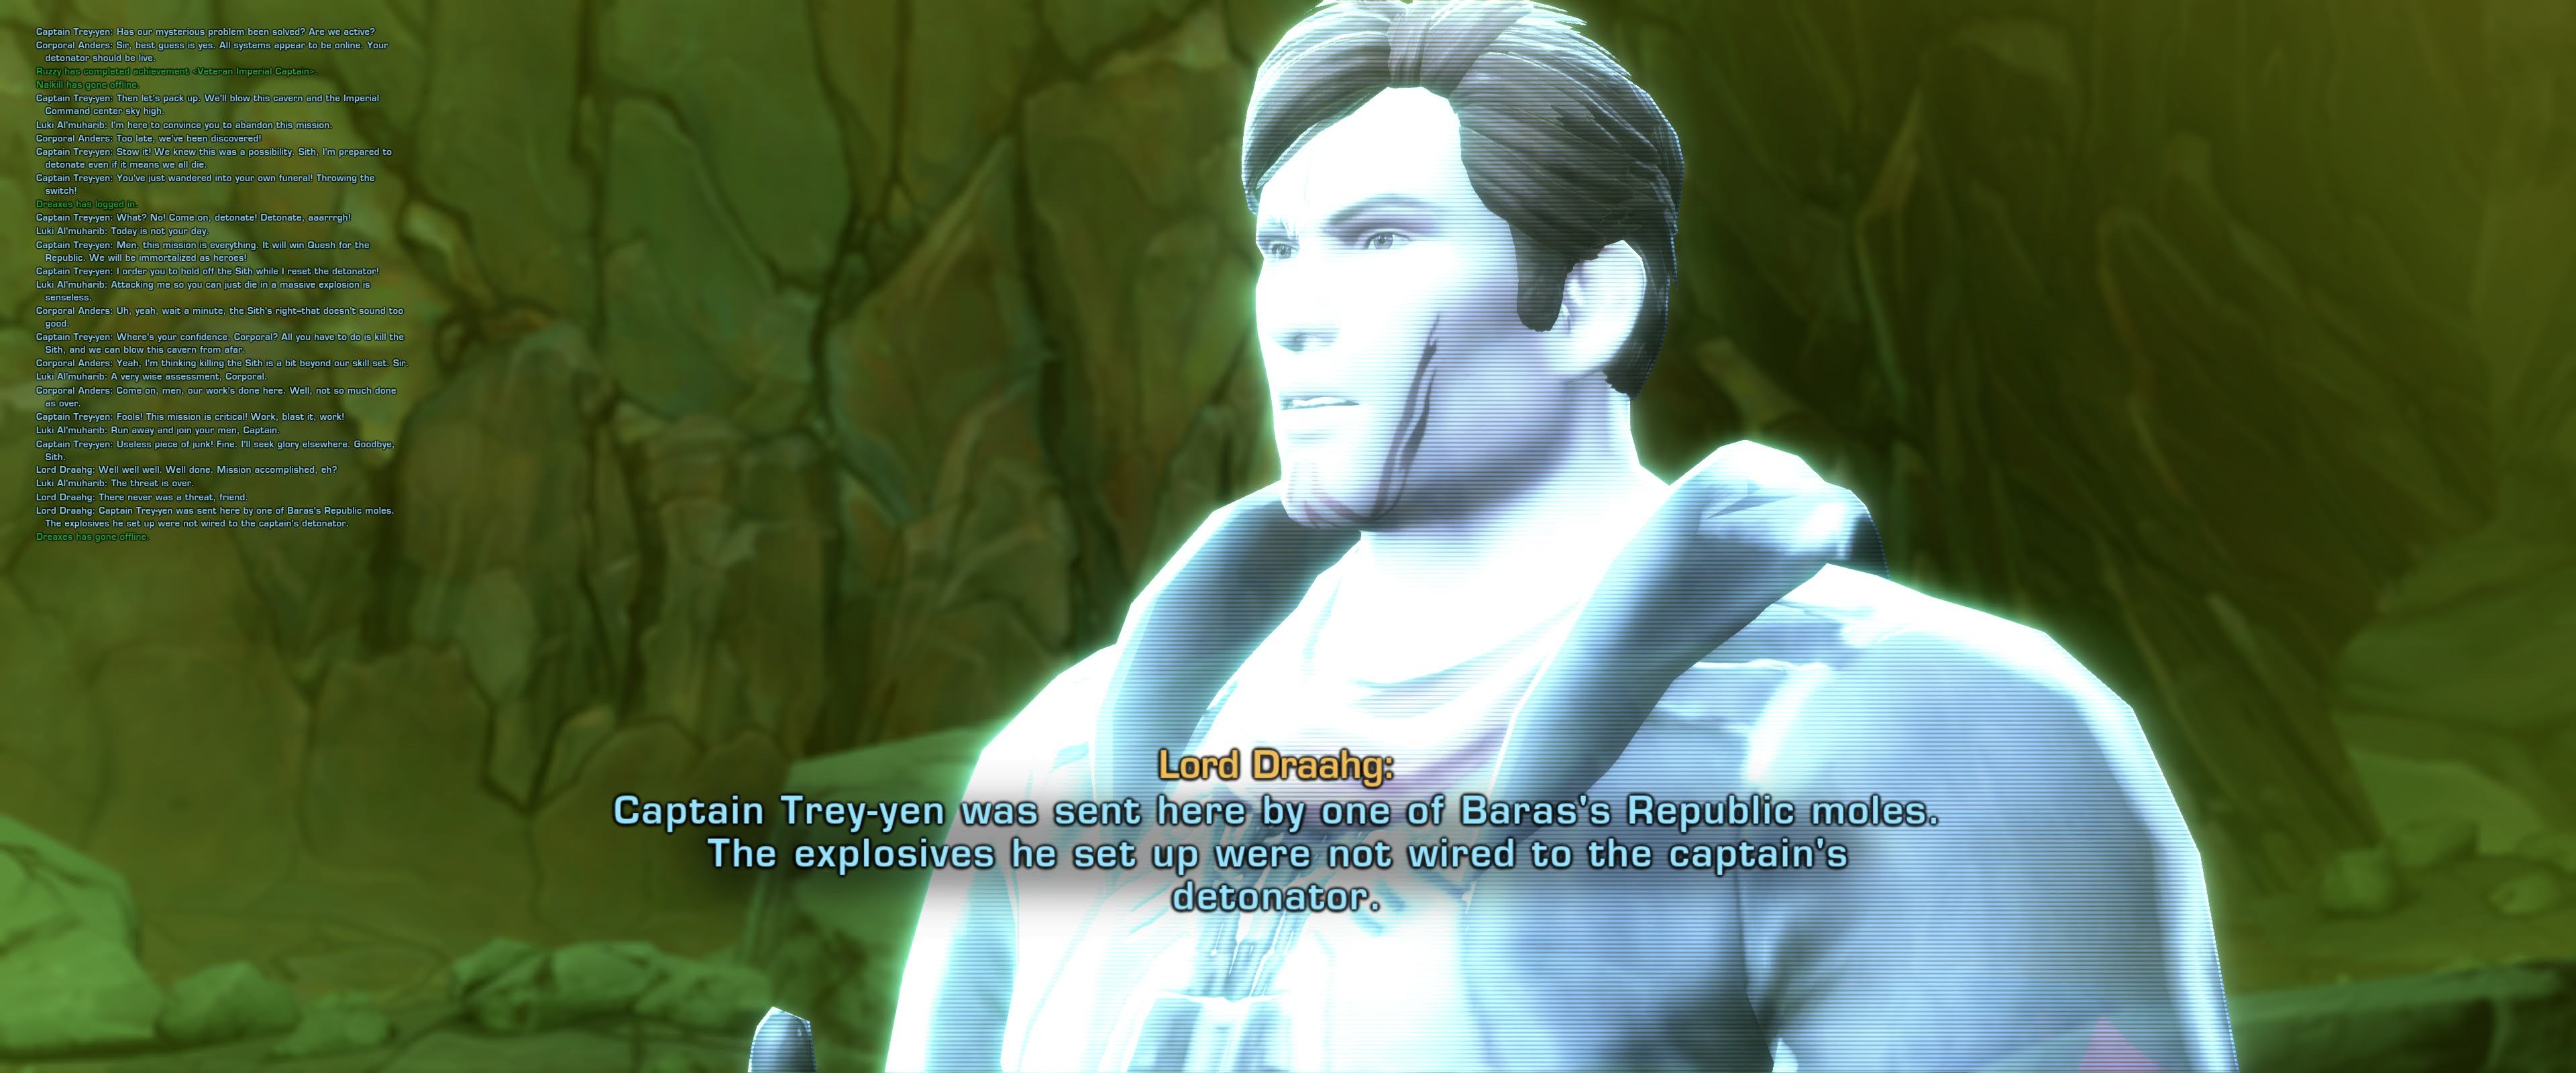 Captain Trey-yen: Has our mysterious problem been solved? Are we active?
Corporal Anders: Sir, best guess is yes. All systems appear to be online. Your
detonator should be live.
Ruzzy has completed achievement <Veteran Imperial Captain>.
Nalkill has gone offline.
Captain Trey-yen: Then let's pack up. We'll blow this cavern and the Imperial
Command center sky high.
Luki Al'muharib: I'm here to convince you to abandon this mission.
Corporal Anders: Too late, we've been discovered!
Captain Trey-yen: Stow it! We knew this was a possibility. Sith, I'm prepared to
detonate even if it means we all die.
Captain Trey-yen: You've just wandered into your own funeral! Throwing the
switch!
Dreaxes has logged in.
Captain Trey-yen: What? No! Come on, detonate! Detonate, aaarrrgh!
Luki Al'muharib: Today is not your day.
Captain Trey-yen: Men, this mission is everything. It will win Quesh for the
Republic. We will be immortalized as heroes!
Captain Trey-yen: I order you to hold off the Sith while I reset the detonator!
Luki Al'muharib: Attacking me so you can just die in a massive explosion is
senseless.
Corporal Anders: Uh, yeah, wait a minute, the Sith's right–that doesn't sound too
good.
Captain Trey-yen: Where's your confidence, Corporal? All you have to do is kill the
Sith, and we can blow this cavern from afar.
Corporal Anders: Yeah, I'm thinking killing the Sith is a bit beyond our skill set. Sir.
Luki Al'muharib: A very wise assessment, Corporal.
Corporal Anders: Come on, men, our work's done here. Well, not so much done
as over.
Captain Trey-yen: Fools! This mission is critical! Work, blast it, work!
Luki Al'muharib: Run away and join your men, Captain.
Captain Trey-yen: Useless piece of junk! Fine. I'll seek glory elsewhere. Goodbye,
Sith.
Lord Draahg: Well well well. Well done. Mission accomplished, eh?
Luki Al'muharib: The threat is over.
Lord Draahg: There never was a threat, friend.
Lord Draahg: Captain Trey-yen was sent here by one of Baras's Republic moles.
The explosives he set up were not wired to the captain's detonator.
Dreaxes has gone offline.
Lord Draahg:
Captain Trey-yen was sent here by one of Baras's Republic moles.
The explosives he set up were not wired to the captain's
detonator.